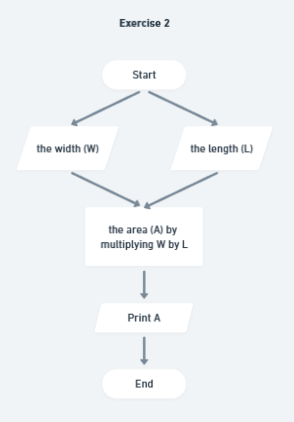 Exercise 2
Start
the width (W)
the length (L)
the area (A) by
multiplying W by L
Print A
End